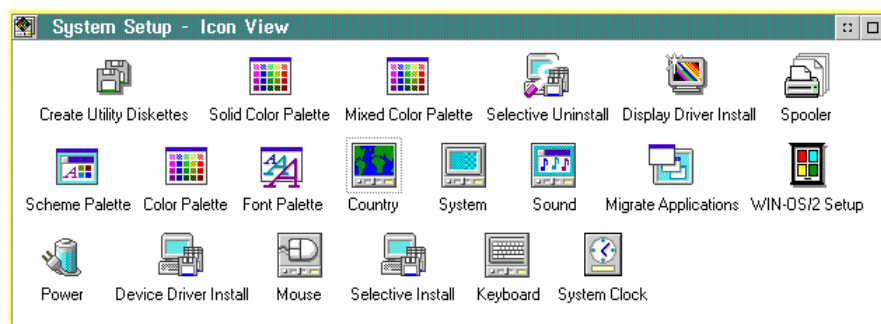 System Setup - Icon View
Create Utility Diskettes Solid Color Palette Mixed Color Palette Selective Uninstall Display Driver Install Spooler
Scheme Palette Color Palette Font Palette Country System Sound Migrate Applications WIN-OS/2 Setup
Power Device Driver Install Mouse Selective Install Keyboard System Clock